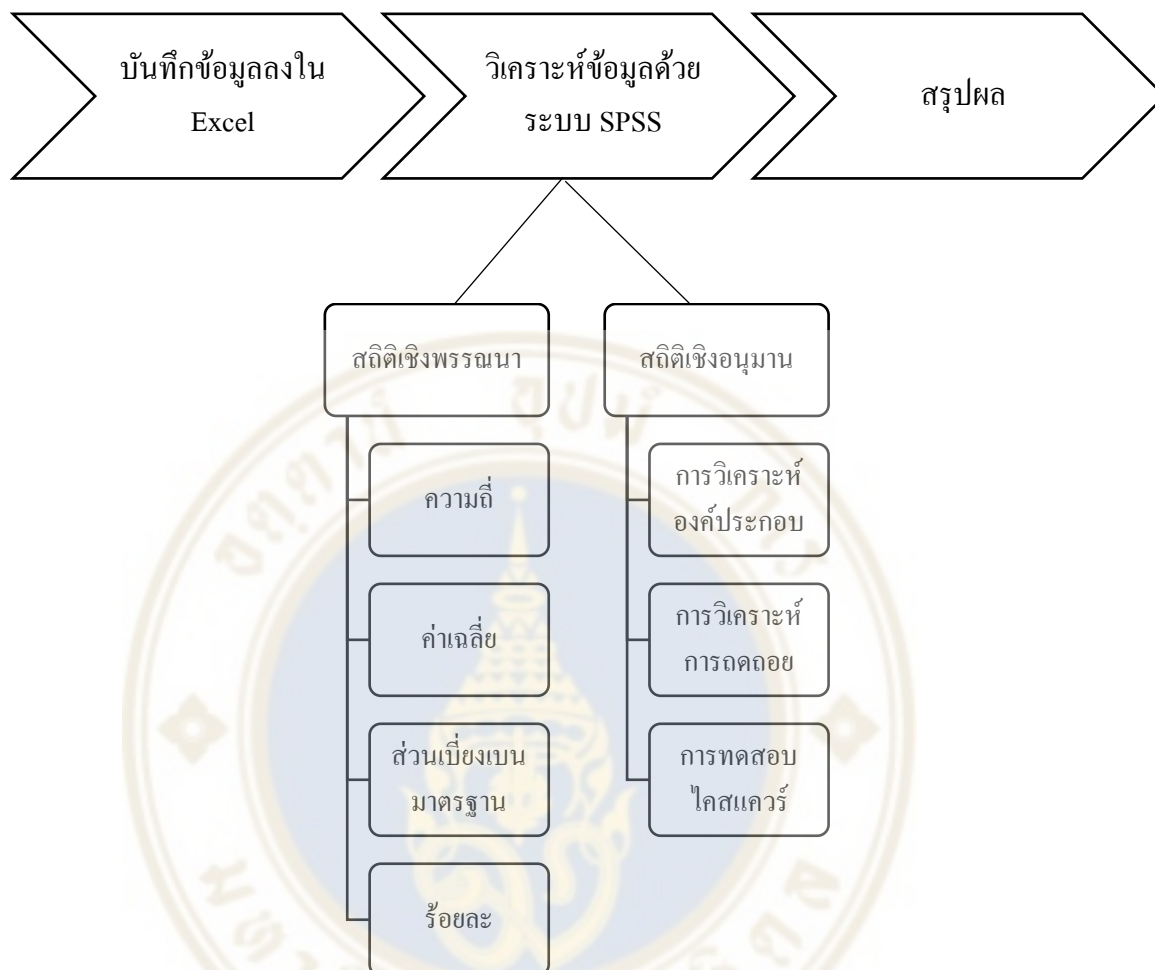 บันทึกข้อมูลลงใน
Excel
วิเคราะห์ข้อมูลด้วย
ระบบ SPSS
สรุปผล
สถิติเชิงพรรณนา
สถิติเชิงอนุมาน
ความถี่
ค่าเฉลี่ย
ส่วนเบี่ยงเบน
มาตรฐาน
ร้อยละ
การวิเคราะห์
องค์ประกอบ
การวิเคราะห์
การถดถอย
การทดสอบ
ไคสแควร์